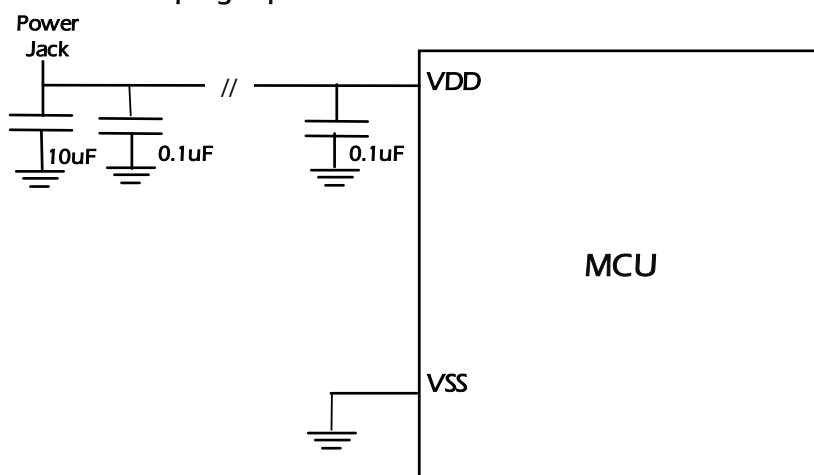 Power
Jack
//
VDD
10uF
0.1uF
0.1uF
MCU
VSS